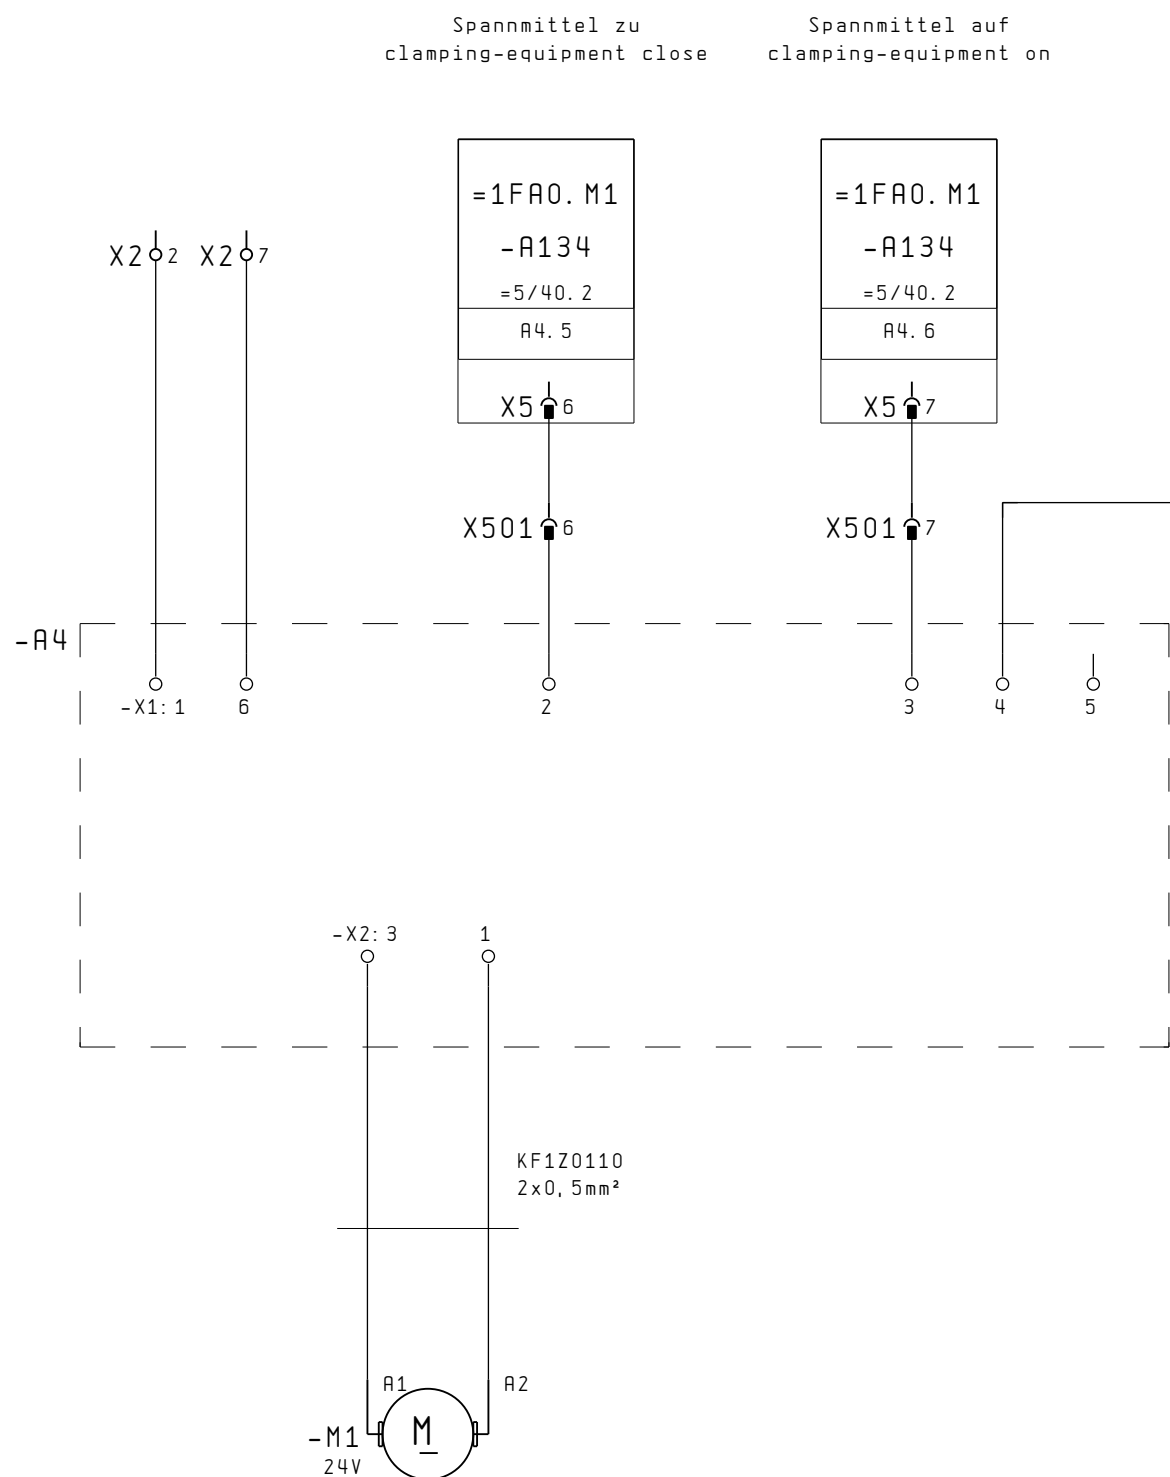 Spannmittel zu
clamping-equipment close
Spannmittel auf
clamping-equipment on
=1FA0.M1
-A134
=5/40.2
A4.5
X5 6
=1FA0.M1
-A134
=5/40.2
A4.6
X5 7
X2 2
X2 7
X501 6
X501 7
-A4
-X1:1
6
2
3
4
5
-X2:3
1
KF1Z0110
2x0,5mm²
A1
A2
-M1
24V
M